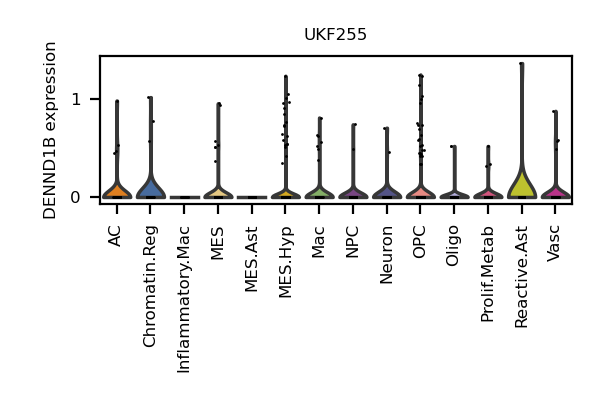 UKF255
DENND1B expression
1
0
AC
Chromatin.Reg
Inflammatory.Mac
MES
MES.Ast
MES.Hyp
Mac
NPC
Neuron
OPC
Oligo
Prolif.Metab
Reactive.Ast
Vasc